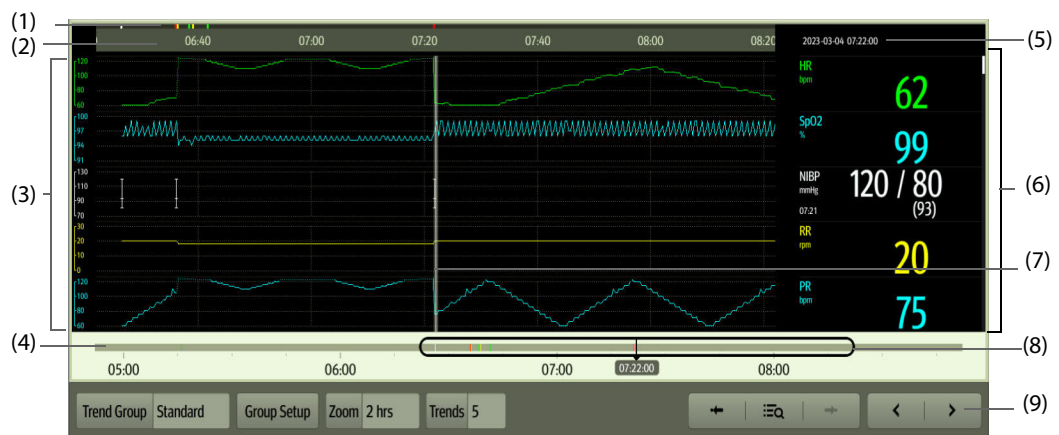 (1)
(2)
06:40 07:00 07:20 07:40 08:00 08:20
2023-03-04 07:22:00
(5)
(3)
120
100
80
60
HR
bpm
62
100
97
94
91
SpO2
%
99
130
110
90
70
NIBP
mmHg
120 / 80
07:21
(93)
(6)
30
20
10
0
RR
rpm
20
(7)
120
100
80
60
PR
bpm
75
(4)
(8)
05:00 06:00 07:00 07:22:00 08:00
Trend Group Standard Group Setup Zoom 2 hrs Trends 5
(9)